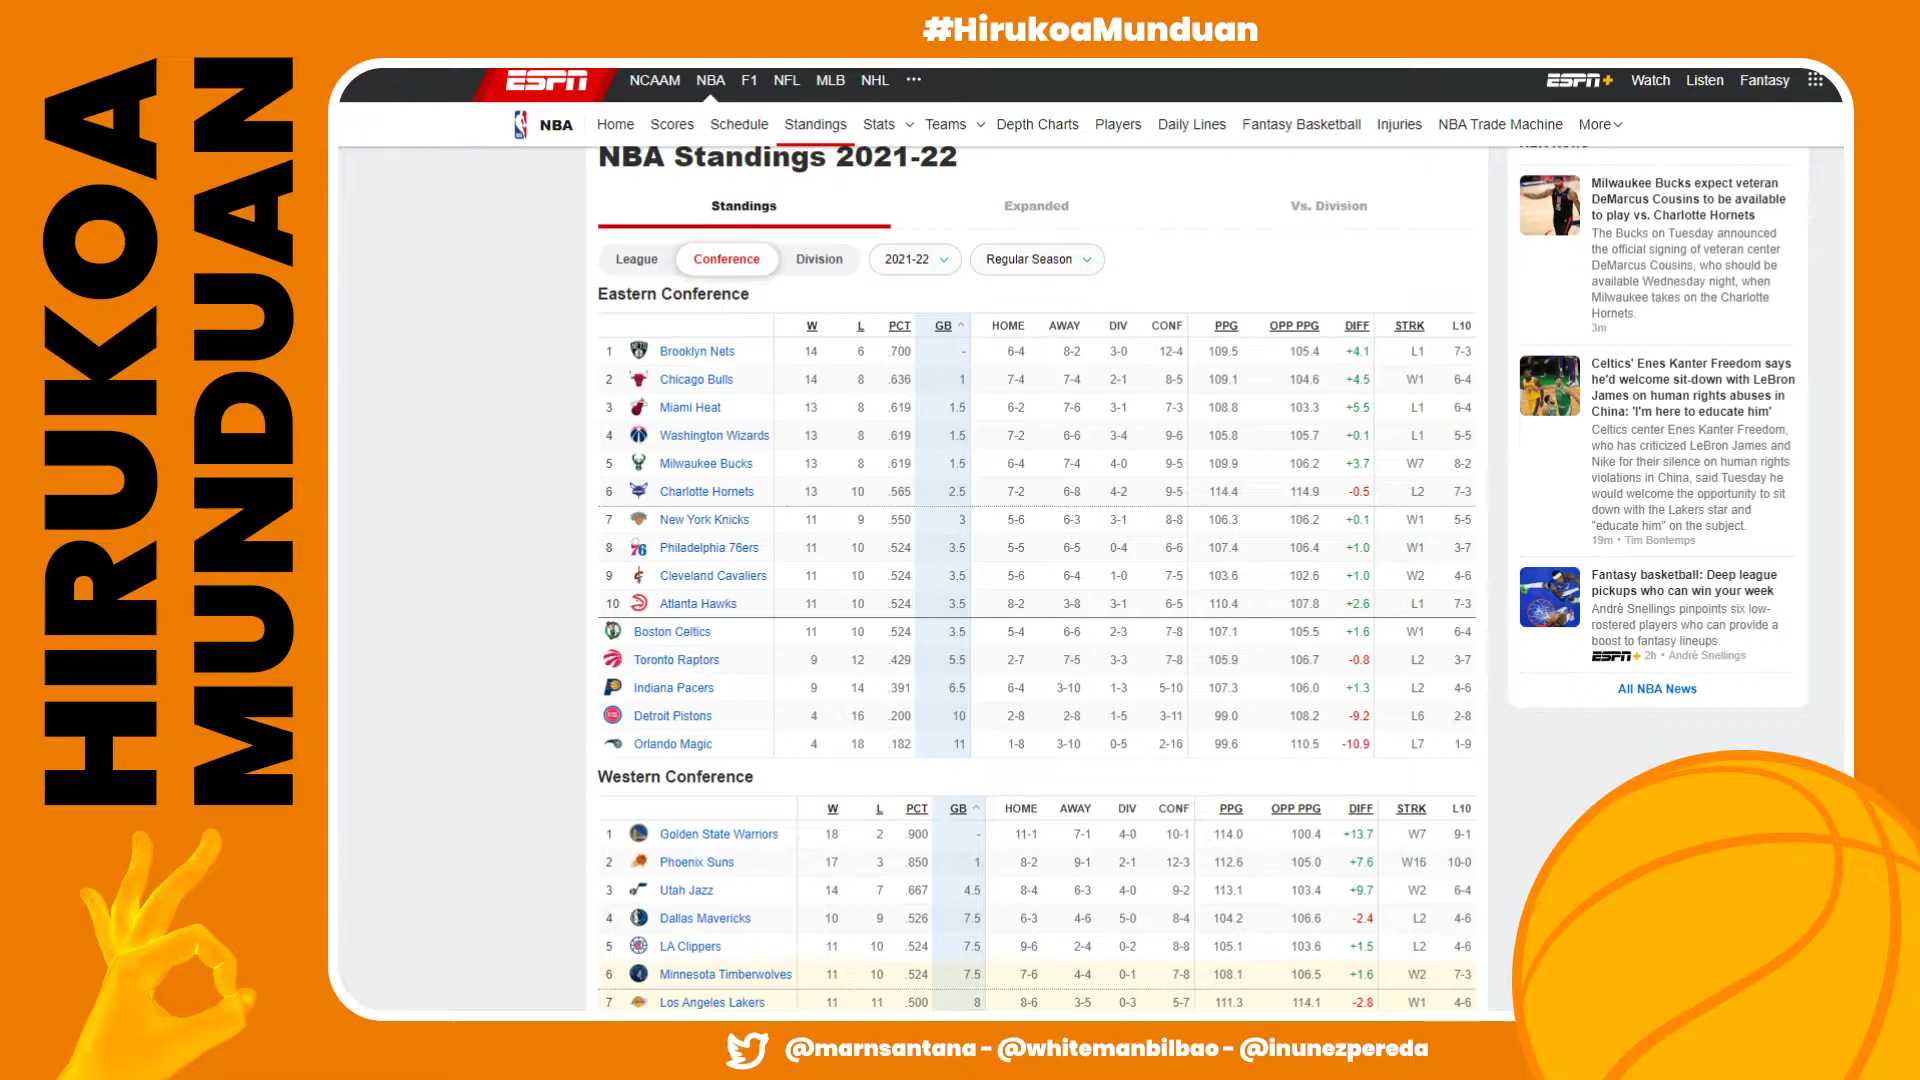 #HirukoaMunduan
HIRUKOA
MUNDUAN
ESPN NCAAM NBA F1 NFL MLB NHL ESPN+ Watch Listen Fantasy
NBA Home Scores Schedule Standings Stats Teams Depth Charts Players Daily Lines Fantasy Basketball Injuries NBA Trade Machine More
NBA Standings 2021-22
Standings Expanded Vs. Division
League Conference Division 2021-22 Regular Season
Eastern Conference
W L PCT GB HOME AWAY DIV CONF PPG OPP PPG DIFF STRK L10
1 Brooklyn Nets 14 6 .700 - 6-4 8-2 3-0 12-4 109.5 105.4 +4.1 L1 7-3
2 Chicago Bulls 14 8 .636 1 7-4 7-4 2-1 8-5 109.1 104.6 +4.5 W1 6-4
3 Miami Heat 13 8 .619 1.5 6-2 7-6 3-1 7-3 108.8 103.3 +5.5 L1 6-4
4 Washington Wizards 13 8 .619 1.5 7-2 6-6 3-4 9-6 105.8 105.7 +0.1 L1 5-5
5 Milwaukee Bucks 13 8 .619 1.5 6-4 7-4 4-0 9-5 109.9 106.2 +3.7 W7 8-2
6 Charlotte Hornets 13 10 .565 2.5 7-2 6-8 4-2 9-5 114.4 114.9 -0.5 L2 7-3
7 New York Knicks 11 9 .550 3 5-6 6-3 3-1 8-8 106.3 106.2 +0.1 W1 5-5
8 Philadelphia 76ers 11 10 .524 3.5 5-5 6-5 0-4 6-6 107.4 106.4 +1.0 W1 3-7
9 Cleveland Cavaliers 11 10 .524 3.5 5-6 6-4 1-0 7-5 103.6 102.6 +1.0 W2 4-6
10 Atlanta Hawks 11 10 .524 3.5 8-2 3-8 3-1 6-5 110.4 107.8 +2.6 L1 7-3
Boston Celtics 11 10 .524 3.5 5-4 6-6 2-3 7-8 107.1 105.5 +1.6 W1 6-4
Toronto Raptors 9 12 .429 5.5 2-7 7-5 3-3 7-8 105.9 106.7 -0.8 L2 3-7
Indiana Pacers 9 14 .391 6.5 6-4 3-10 1-3 5-10 107.3 106.0 +1.3 L2 4-6
Detroit Pistons 4 16 .200 10 2-8 2-8 1-5 3-11 99.0 108.2 -9.2 L6 2-8
Orlando Magic 4 18 .182 11 1-8 3-10 0-5 2-16 99.6 110.5 -10.9 L7 1-9
Western Conference
W L PCT GB HOME AWAY DIV CONF PPG OPP PPG DIFF STRK L10
1 Golden State Warriors 18 2 .900 - 11-1 7-1 4-0 10-1 114.0 100.4 +13.7 W7 9-1
2 Phoenix Suns 17 3 .850 1 8-2 9-1 2-1 12-3 112.6 105.0 +7.6 W16 10-0
3 Utah Jazz 14 7 .667 4.5 8-4 6-3 4-0 9-2 113.1 103.4 +9.7 W2 6-4
4 Dallas Mavericks 10 9 .526 7.5 6-3 4-6 5-0 8-4 104.2 106.6 -2.4 L2 4-6
5 LA Clippers 11 10 .524 7.5 9-6 2-4 0-2 8-8 105.1 103.6 +1.5 L2 4-6
6 Minnesota Timberwolves 11 10 .524 7.5 7-6 4-4 0-1 7-8 108.1 106.5 +1.6 W2 7-3
7 Los Angeles Lakers 11 11 .500 8 8-6 3-5 0-3 5-7 111.3 114.1 -2.8 W1 4-6
Milwaukee Bucks expect veteran
DeMarcus Cousins to be available
to play vs. Charlotte Hornets
The Bucks on Tuesday announced
the official signing of veteran center
DeMarcus Cousins, who should be
available Wednesday night, when
Milwaukee takes on the Charlotte
Hornets.
3m
Celtics' Enes Kanter Freedom says
he'd welcome sit-down with LeBron
James on human rights abuses in
China: 'I'm here to educate him'
Celtics center Enes Kanter Freedom,
who has criticized LeBron James and
Nike for their silence on human rights
violations in China, said Tuesday he
would welcome the opportunity to sit
down with the Lakers star and
"educate him" on the subject.
19m • Tim Bontemps
Fantasy basketball: Deep league
pickups who can win your week
André Snellings pinpoints six low-
rostered players who can provide a
boost to fantasy lineups.
ESPN+ 2h • André Snellings
All NBA News
@marnsantana - @whitemanbilbao - @inunezpereda